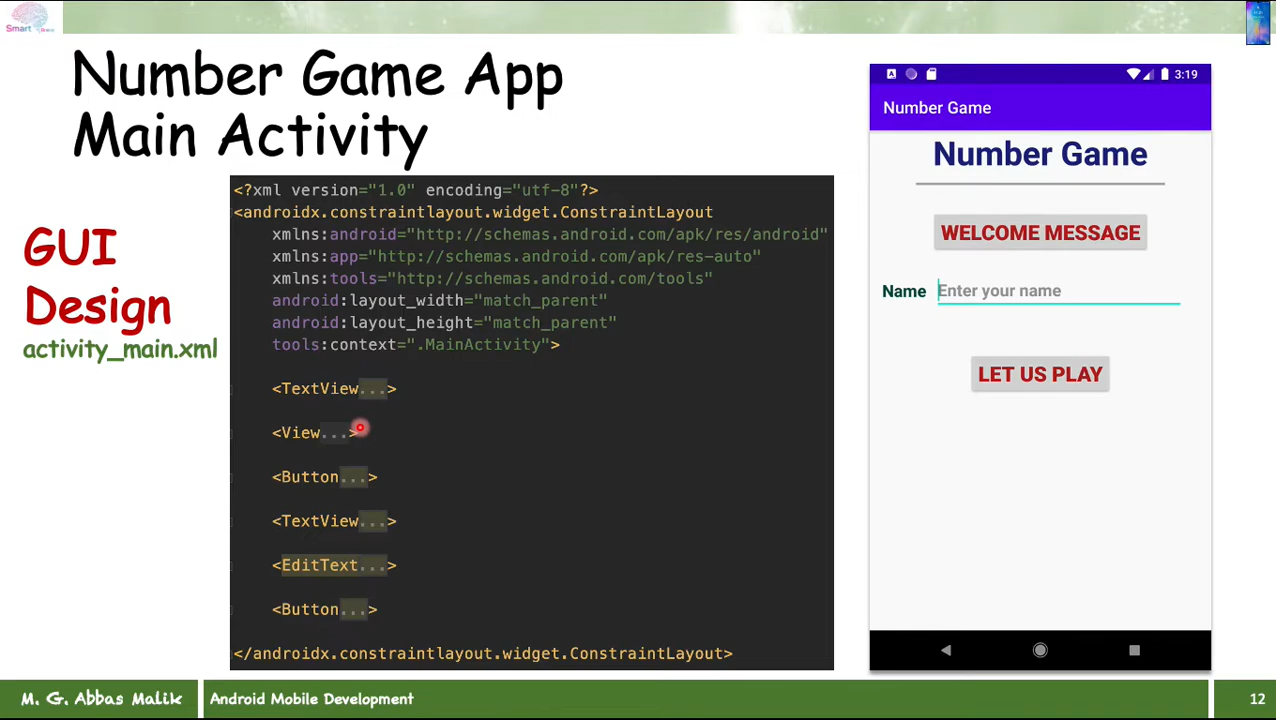 Smart
Number Game App
Main Activity
GUI
Design
activity_main.xml
<?xml version="1.0" encoding="utf-8"?>
<androidx.constraintlayout.widget.ConstraintLayout
xmlns:android="http://schemas.android.com/apk/res/android"
xmlns:app="http://schemas.android.com/apk/res-auto"
xmlns:tools="http://schemas.android.com/tools"
android:layout_width="match_parent"
android:layout_height="match_parent"
tools:context=".MainActivity">
<TextView...>
<View...>
<Button...>
<TextView...>
<EditText...>
<Button...>
</androidx.constraintlayout.widget.ConstraintLayout>
3:19
Number Game
Number Game
WELCOME MESSAGE
Name Enter your name
LET US PLAY
M. G. Abbas Malik
Android Mobile Development
12